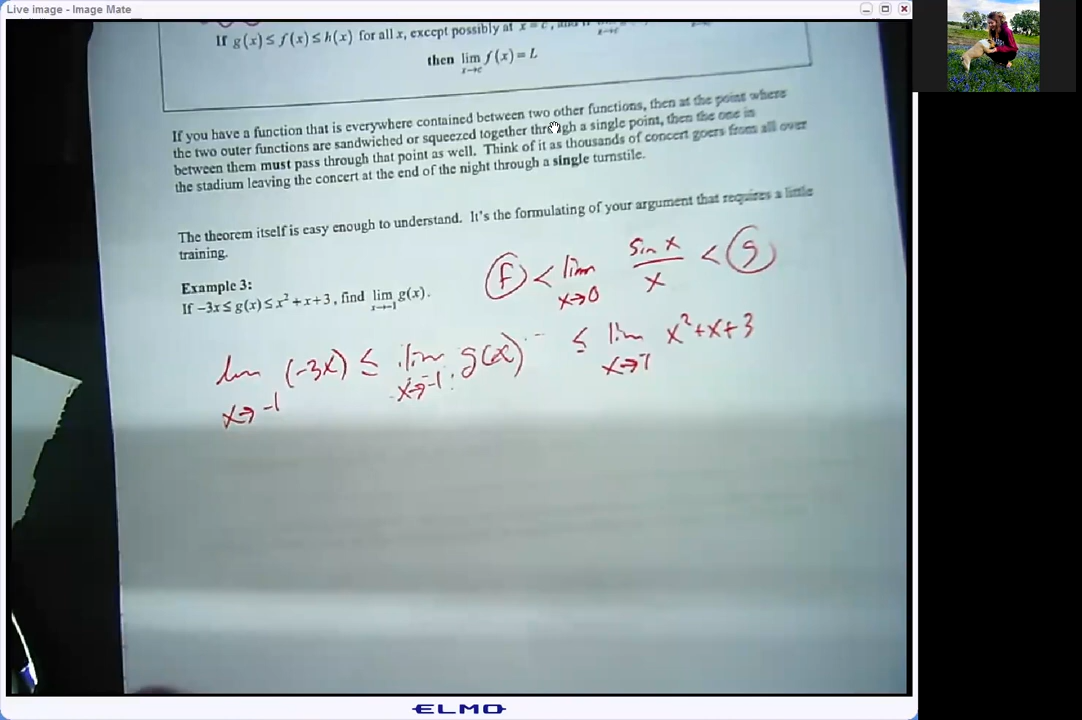 Live image - Image Mate
If g(x) ≤ f(x) ≤ h(x) for all x, except possibly at x = c, and if
x→c
then lim f(x) = L
x→c
If you have a function that is everywhere contained between two other functions, then at the point where
the two outer functions are sandwiched or squeezed together through a single point, then the one in
between them must pass through that point as well. Think of it as thousands of concert goers from all over
the stadium leaving the concert at the end of the night through a single turnstile.
The theorem itself is easy enough to understand. It's the formulating of your argument that requires a little
training.
Example 3:
If −3x ≤ g(x) ≤ x² + x + 3, find lim g(x).
x→−1
f < lim sin x / x < g
x→0
lim (−3x) ≤ lim g(x) ≤ lim x² + x + 3
x→−1 x→−1 x→−1
ELMO